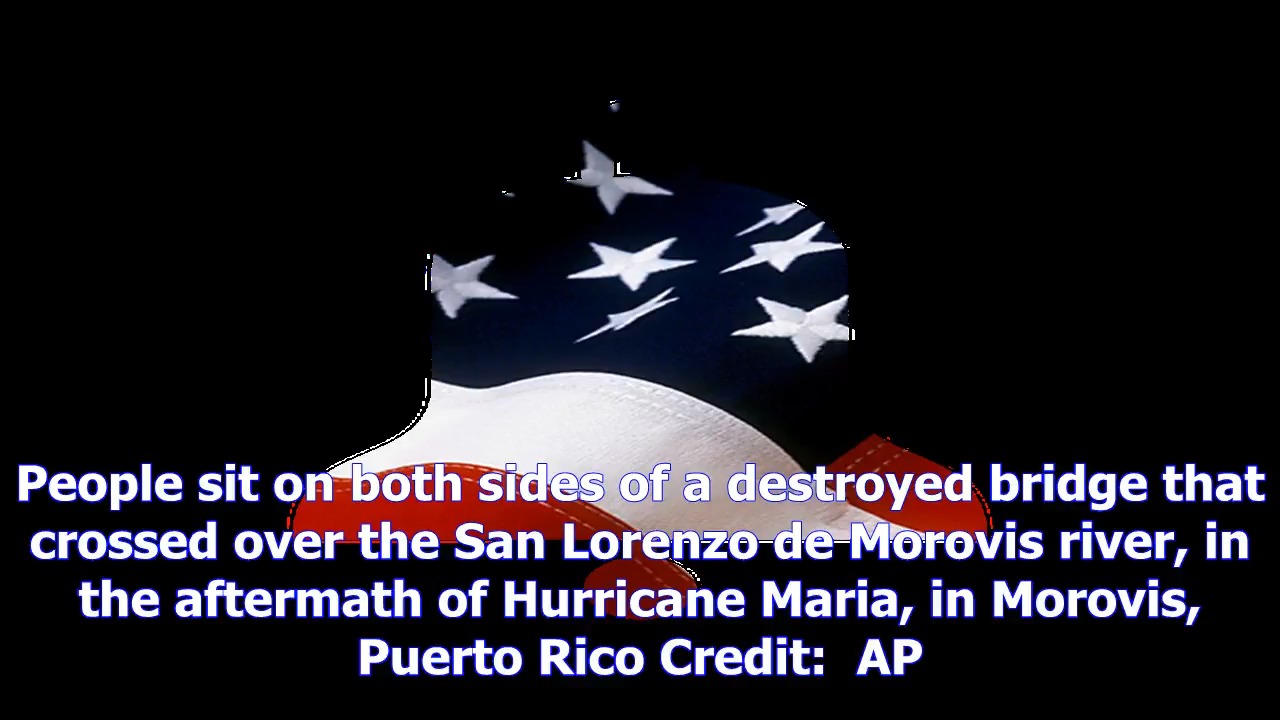 People sit on both sides of a destroyed bridge that
crossed over the San Lorenzo de Morovis river, in
the aftermath of Hurricane Maria, in Morovis,
Puerto Rico Credit:  AP